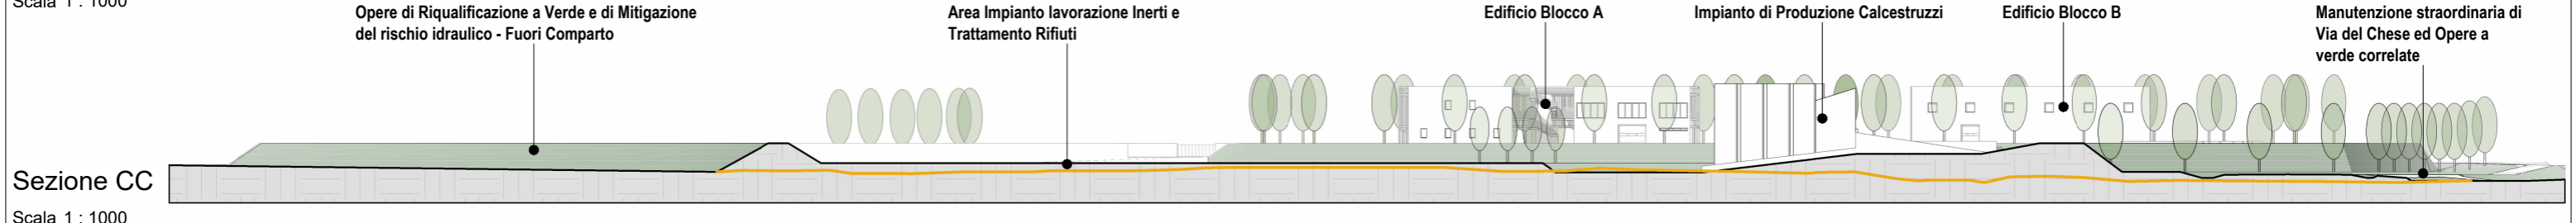 Scala 1 : 1000
Opere di Riqualificazione a Verde e di Mitigazione
del rischio idraulico - Fuori Comparto
Area Impianto lavorazione Inerti e
Trattamento Rifiuti
Edificio Blocco A
Impianto di Produzione Calcestruzzi
Edificio Blocco B
Manutenzione straordinaria di
Via del Chese ed Opere a
verde correlate
Sezione CC
Scala 1 : 1000